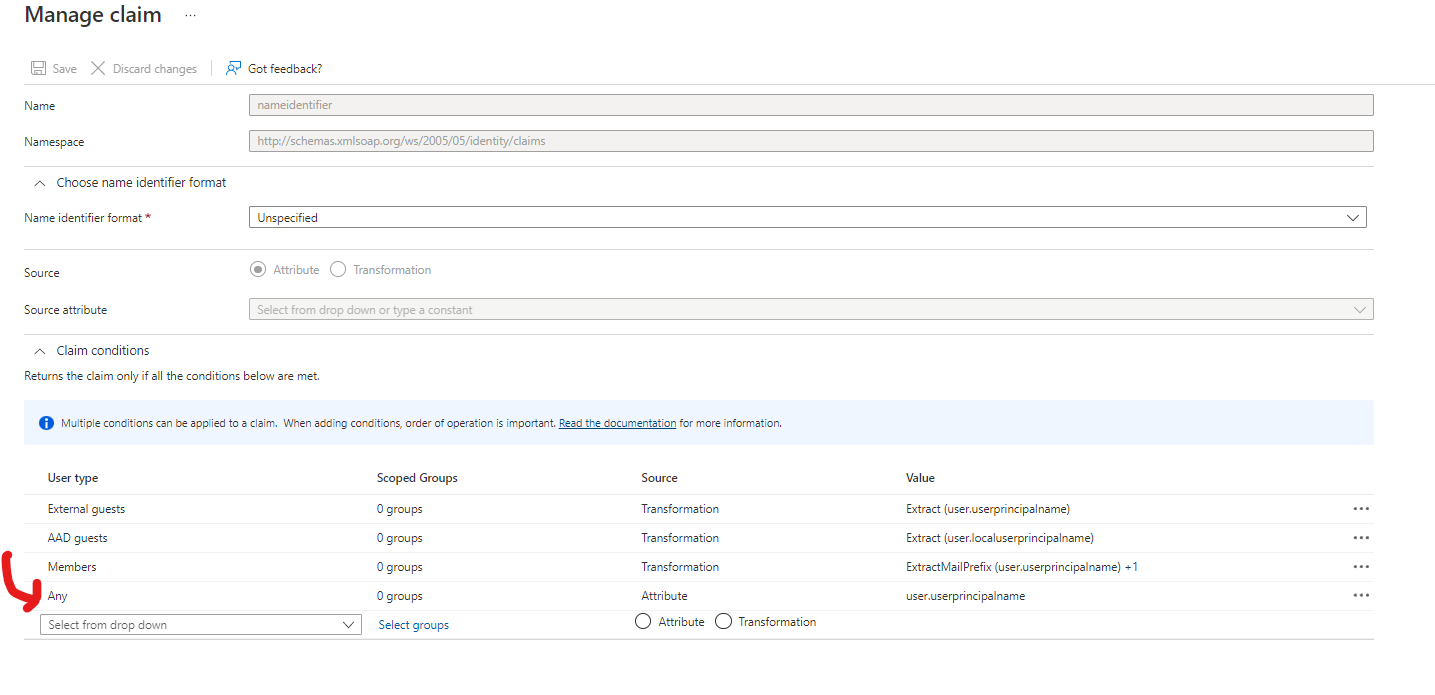 Manage claim ...
Save Discard changes Got feedback?
Name nameidentifier
Namespace http://schemas.xmlsoap.org/ws/2005/05/identity/claims
Choose name identifier format
Name identifier format * Unspecified
Source Attribute Transformation
Source attribute Select from drop down or type a constant
Claim conditions
Returns the claim only if all the conditions below are met.
Multiple conditions can be applied to a claim. When adding conditions, order of operation is important. Read the documentation for more information.
User type Scoped Groups Source Value
External guests 0 groups Transformation Extract (user.userprincipalname) ...
AAD guests 0 groups Transformation Extract (user.localuserprincipalname) ...
Members 0 groups Transformation ExtractMailPrefix (user.userprincipalname) +1 ...
Any 0 groups Attribute user.userprincipalname ...
Select from drop down Select groups Attribute Transformation